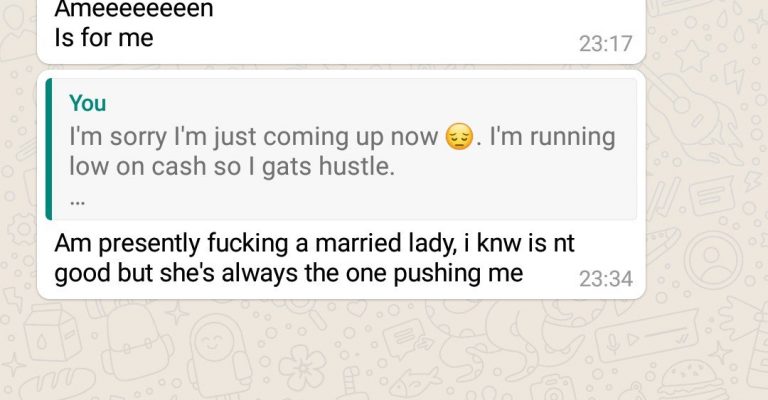 Ameeeeeeeen
Is for me
23:17
You
I'm sorry I'm just coming up now 😔. I'm running
low on cash so I gats hustle.
...
Am presently fucking a married lady, i knw is nt
good but she's always the one pushing me
23:34